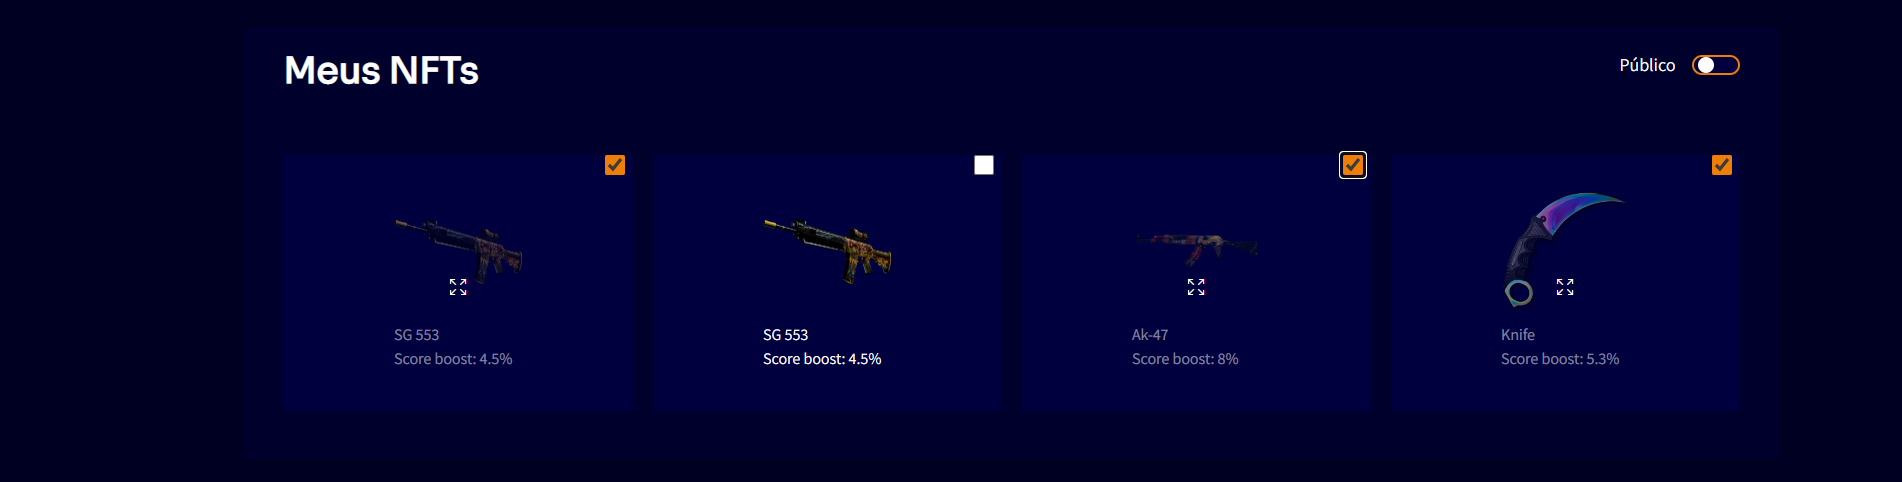 Meus NFTs
Público
SG 553
Score boost: 4.5%
SG 553
Score boost: 4.5%
Ak-47
Score boost: 8%
Knife
Score boost: 5.3%